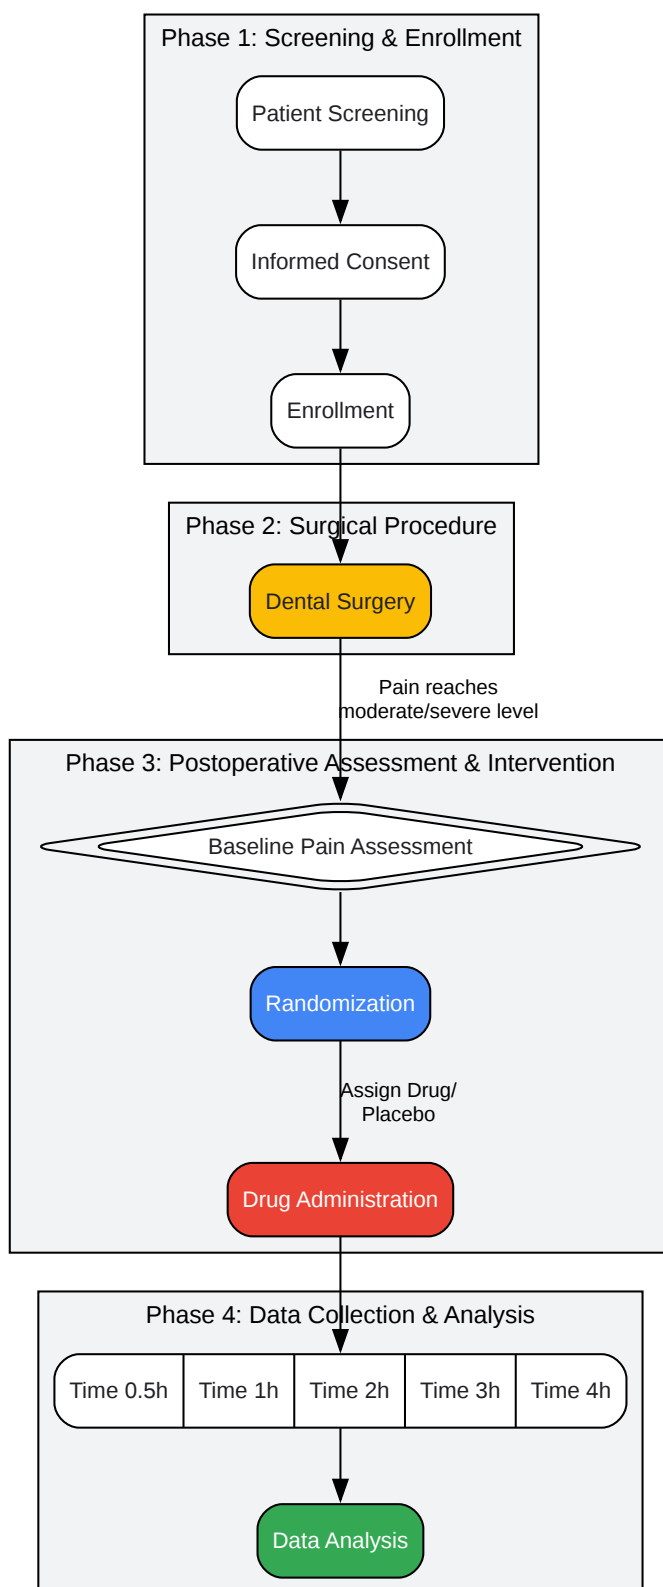 Phase 1: Screening & Enrollment
Patient Screening
Informed Consent
Enrollment
Phase 2: Surgical Procedure
Dental Surgery
Pain reaches
moderate/severe level
Phase 3: Postoperative Assessment & Intervention
Baseline Pain Assessment
Randomization
Assign Drug/
Placebo
Drug Administration
Phase 4: Data Collection & Analysis
Time 0.5h Time 1h Time 2h Time 3h Time 4h
Data Analysis